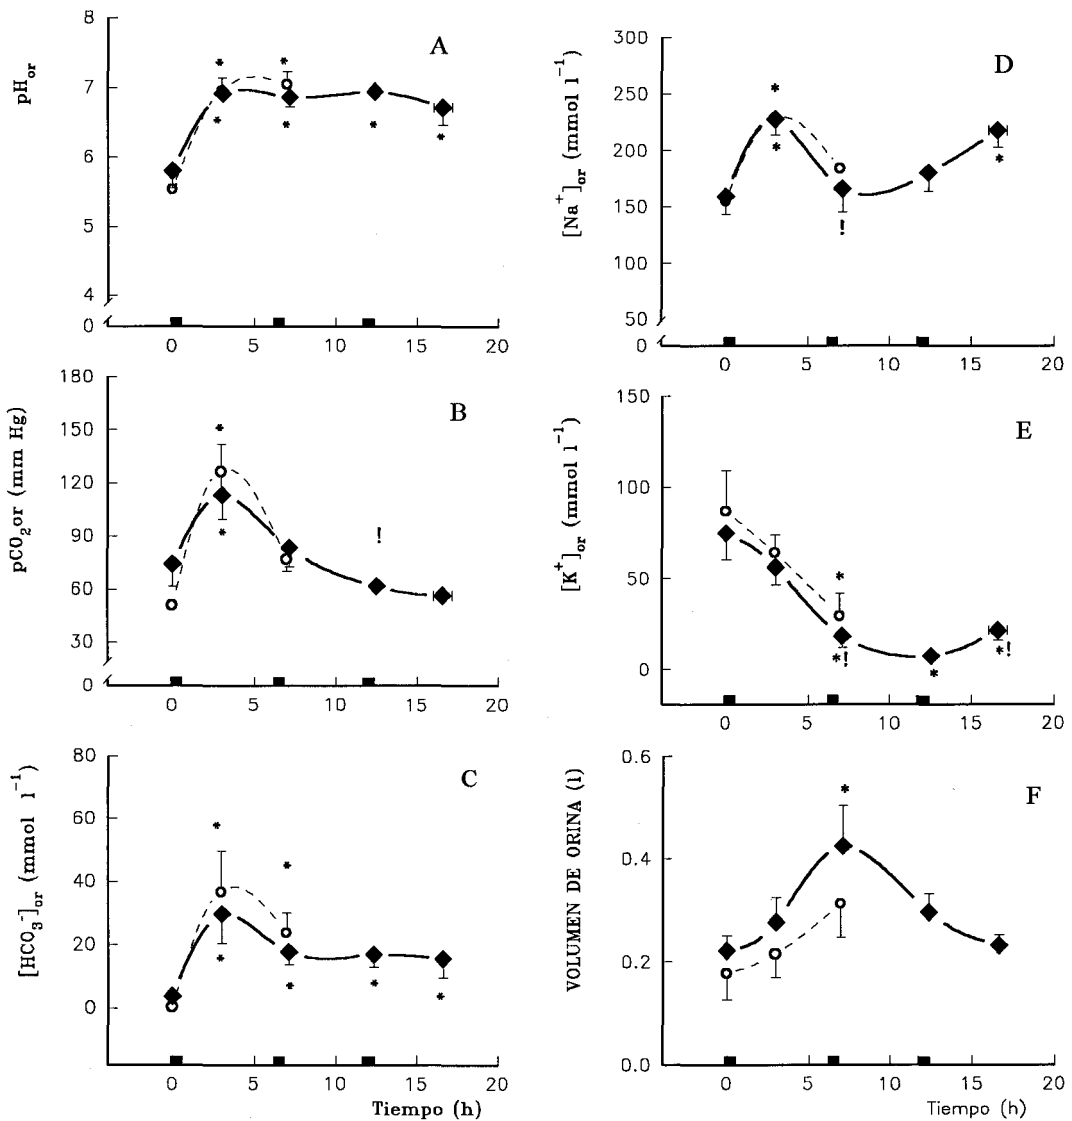 A
pH or
8
7
6
5
4
0
0 5 10 15 20
* * * * * *
B
pCO₂or (mm Hg)
180
150
120
90
60
30
0
0 5 10 15 20
* * !
C
[HCO₃⁻]or (mmol l⁻¹)
80
60
40
20
0
0 5 10 15 20
* * * * * *
Tiempo (h)
D
[Na⁺]or (mmol l⁻¹)
300
250
200
150
100
50
0
0 5 10 15 20
* * ! *
E
[K⁺]or (mmol l⁻¹)
150
100
50
0
0 5 10 15 20
* *! * *!
F
VOLUMEN DE ORINA (l)
0.6
0.4
0.2
0.0
0 5 10 15 20
*
Tiempo (h)